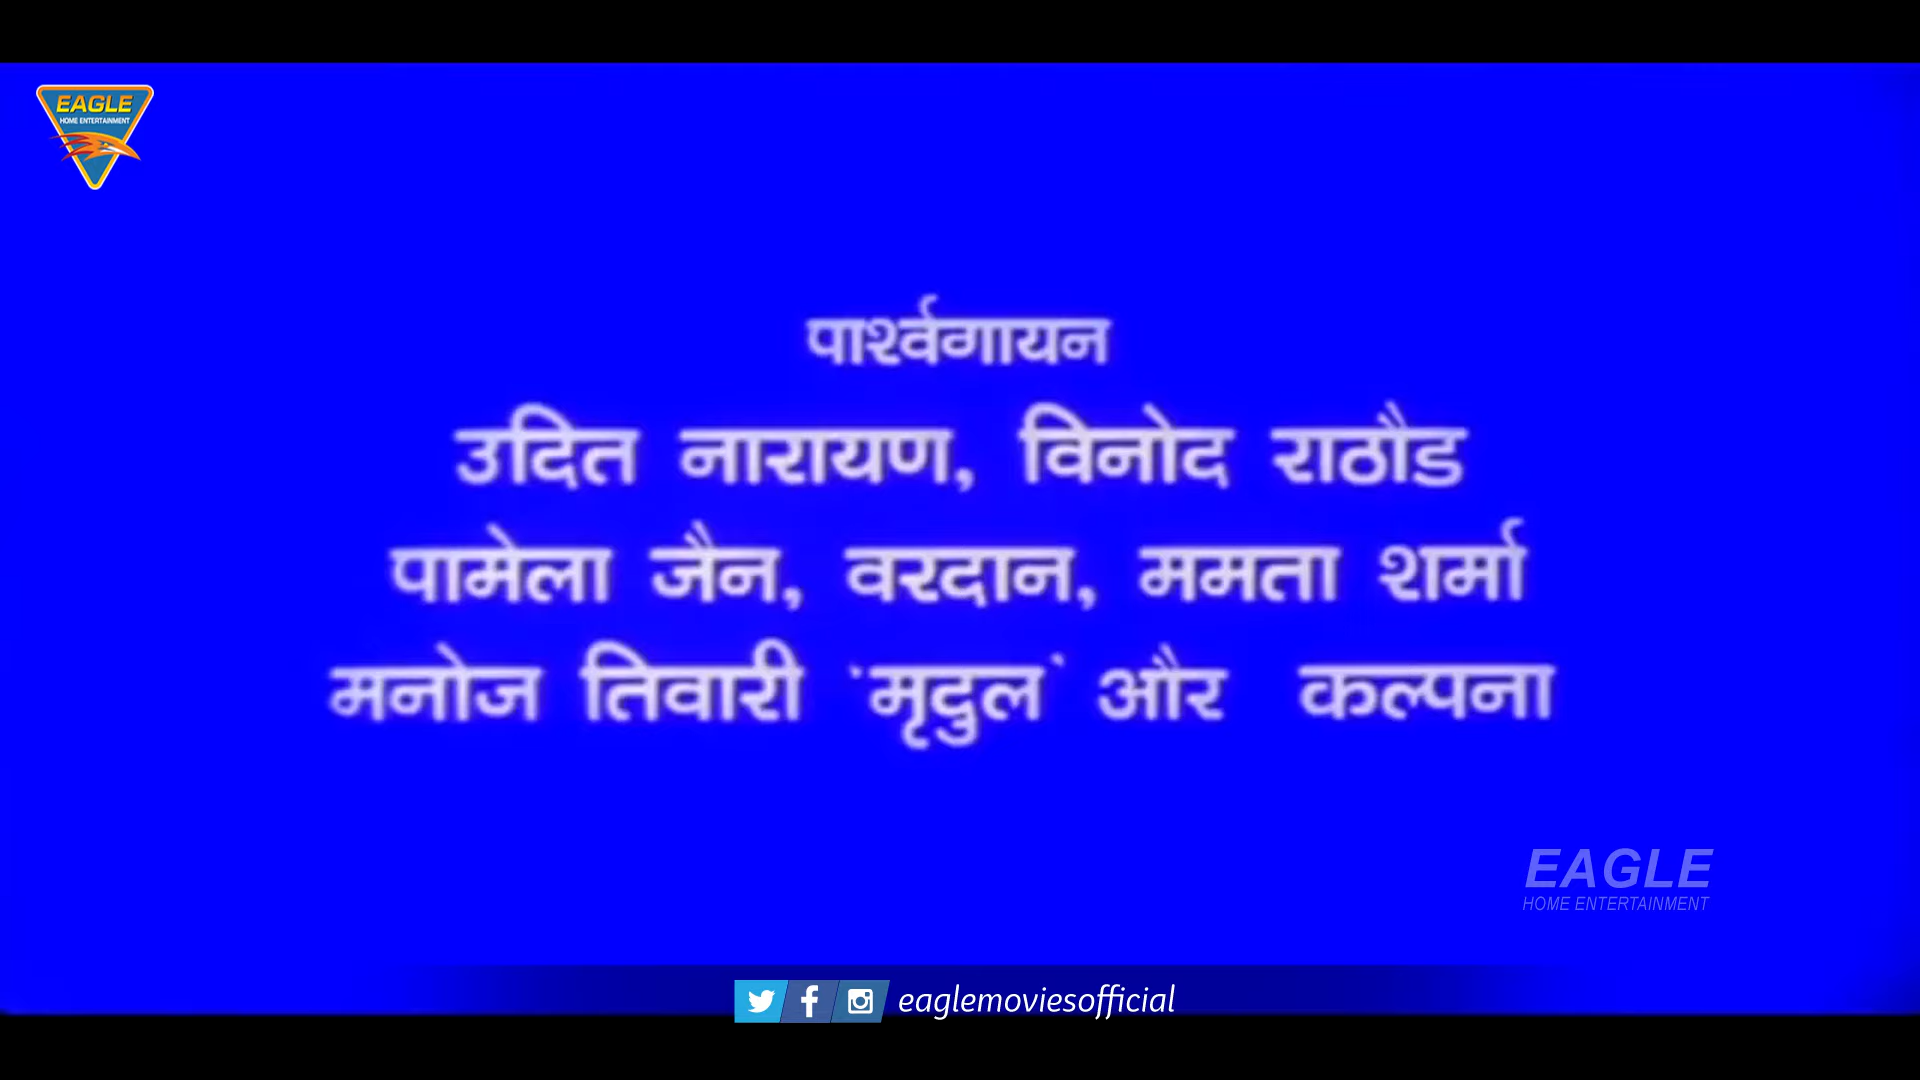 EAGLE
HOME ENTERTAINMENT
पार्श्वगायन
उदित नारायण, विनोद राठौड
पामेला जैन, वरदान, ममता शर्मा
मनोज तिवारी `मृदुल` और कल्पना
EAGLE
HOME ENTERTAINMENT
eaglemoviesofficial